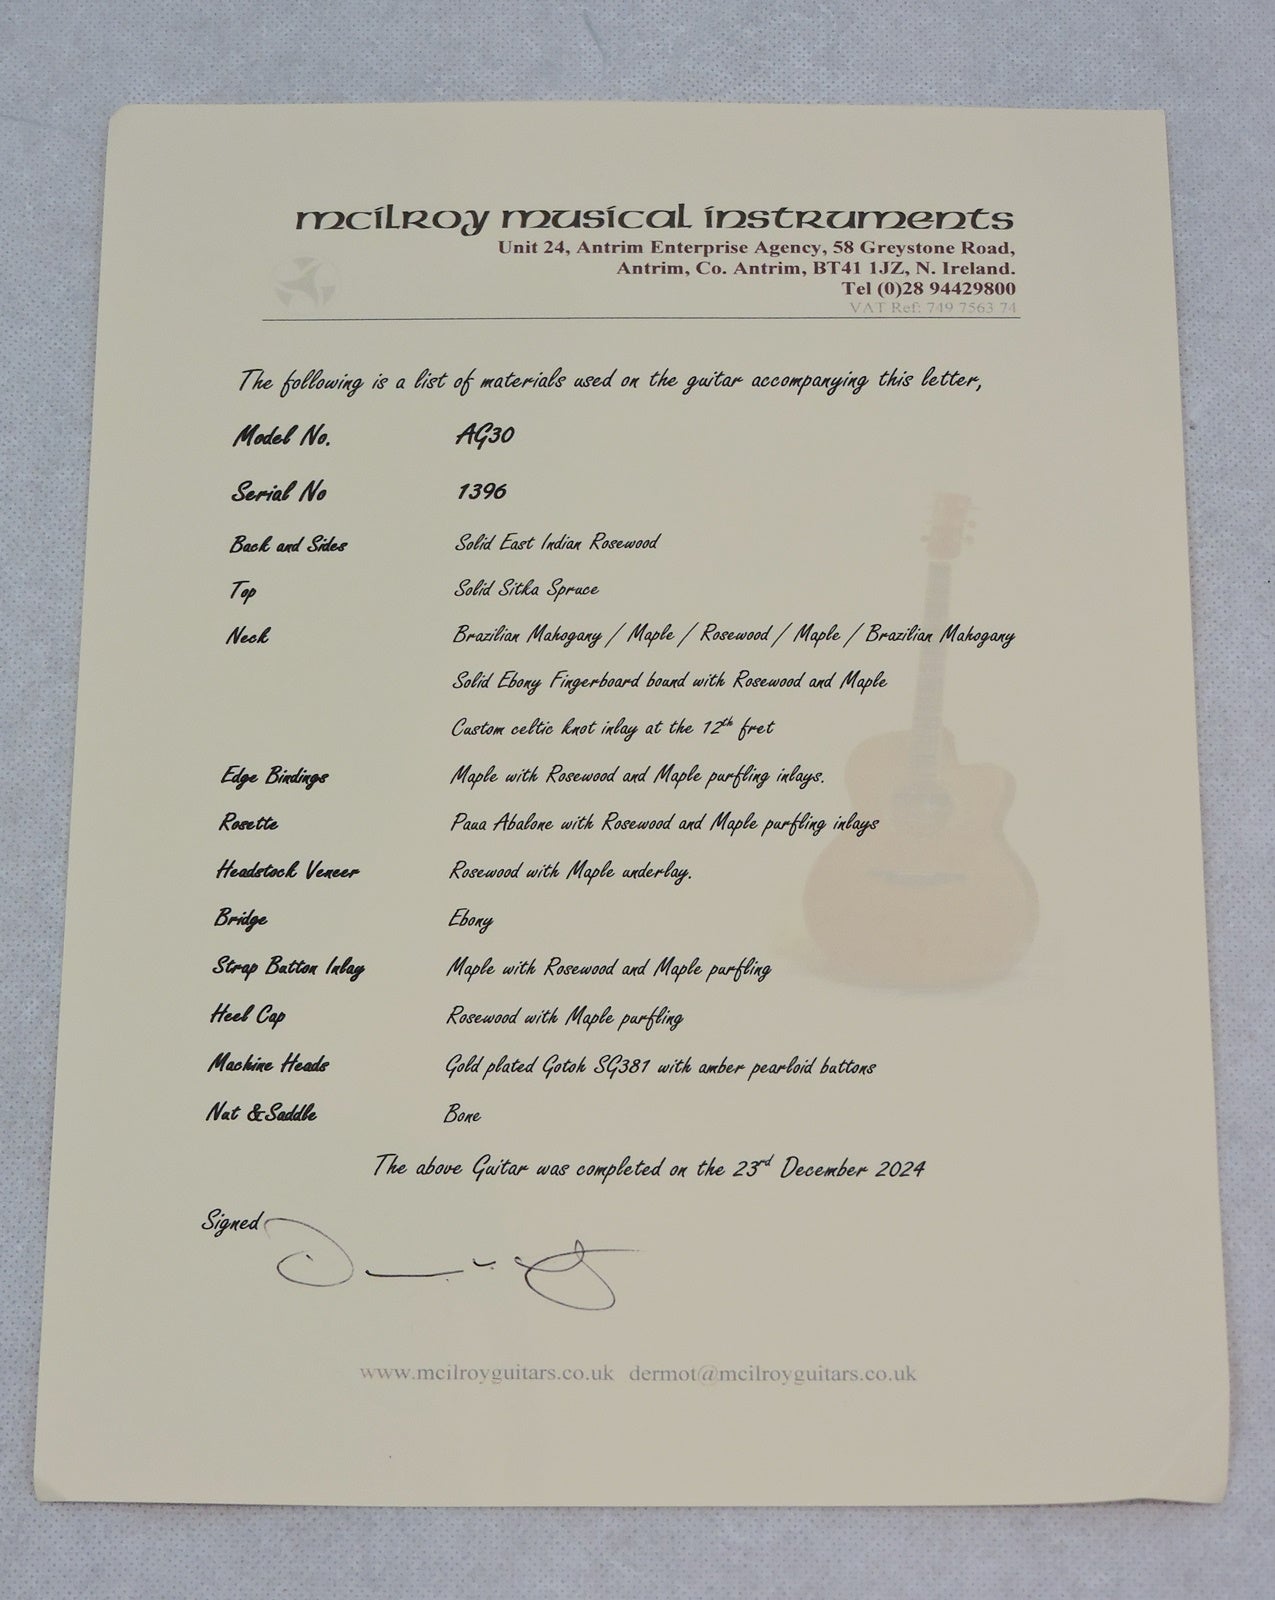 mcilroy musical instruments
Unit 24, Antrim Enterprise Agency, 58 Greystone Road,
Antrim, Co. Antrim, BT41 1JZ, N. Ireland.
Tel (0)28 94429800
VAT Ref: 749 7563 74
The following is a list of materials used on the guitar accompanying this letter,
Model No. AG30
Serial No 1396
Back and Sides Solid East Indian Rosewood
Top Solid Sitka Spruce
Neck Brazilian Mahogany / Maple / Rosewood / Maple / Brazilian Mahogany
Solid Ebony Fingerboard bound with Rosewood and Maple
Custom celtic knot inlay at the 12th fret
Edge Bindings Maple with Rosewood and Maple purfling inlays.
Rosette Paua Abalone with Rosewood and Maple purfling inlays
Headstock Veneer Rosewood with Maple underlay.
Bridge Ebony
Strap Button Inlay Maple with Rosewood and Maple purfling
Heel Cap Rosewood with Maple purfling
Machine Heads Gold plated Gotoh SG381 with amber pearloid buttons
Nut & Saddle Bone
The above Guitar was completed on the 23rd December 2024
Signed
www.mcilroyguitars.co.uk dermot@mcilroyguitars.co.uk